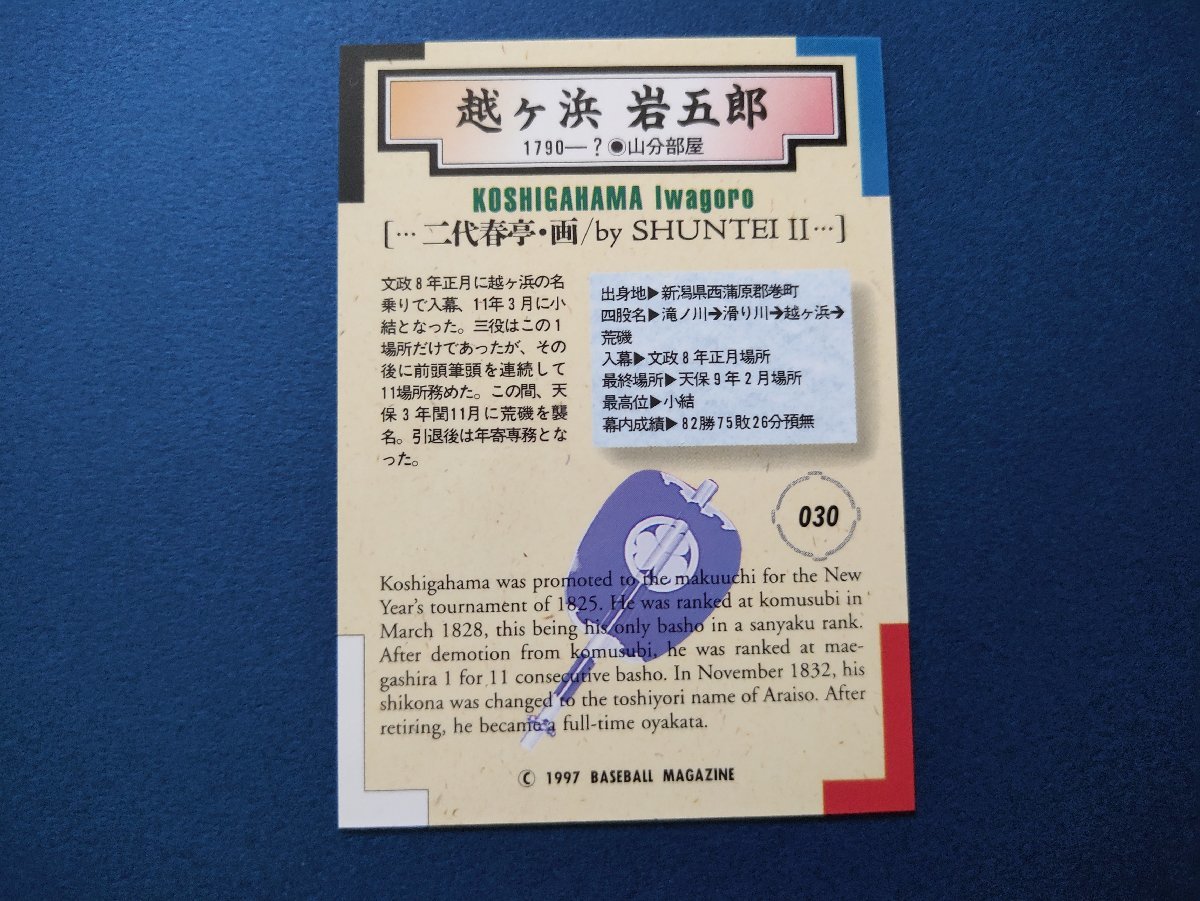 越ヶ浜 岩五郎
1790—？◉山分部屋
KOSHIGAHAMA Iwagoro
[…二代春亭・画/by SHUNTEI II…]
文政8年正月に越ヶ浜の名
乗りで入幕、11年3月に小
結となった。三役はこの1
場所だけであったが、その
後に前頭筆頭を連続して
11場所務めた。この間、天
保3年閏11月に荒磯を襲
名。引退後は年寄専務とな
った。
出身地▶新潟県西蒲原郡巻町
四股名▶滝ノ川➔滑り川➔越ヶ浜➔
荒磯
入幕▶文政8年正月場所
最終場所▶天保9年2月場所
最高位▶小結
幕内成績▶82勝75敗26分預無
030
Koshigahama was promoted to the makuuchi for the New
Year's tournament of 1825. He was ranked at komusubi in
March 1828, this being his only basho in a sanyaku rank.
After demotion from komusubi, he was ranked at mae-
gashira 1 for 11 consecutive basho. In November 1832, his
shikona was changed to the toshiyori name of Araiso. After
retiring, he became a full-time oyakata.
© 1997 BASEBALL MAGAZINE